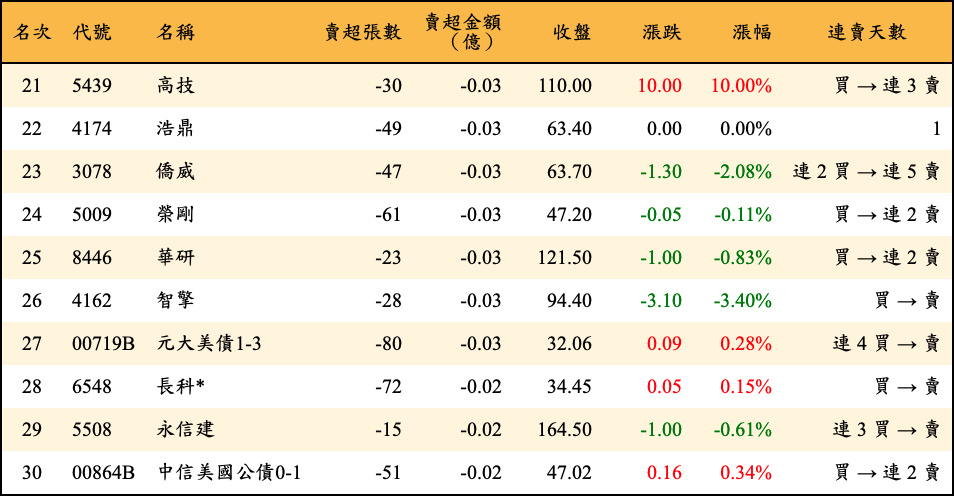 名次 代號 名稱 賣超張數 賣超金額(億) 收盤 漲跌 漲幅 連賣天數
21 5439 高技 -30 -0.03 110.00 10.00 10.00% 買→連3賣
22 4174 浩鼎 -49 -0.03 63.40 0.00 0.00% 1
23 3078 僑威 -47 -0.03 63.70 -1.30 -2.08% 連2買→連5賣
24 5009 榮剛 -61 -0.03 47.20 -0.05 -0.11% 買→連2賣
25 8446 華研 -23 -0.03 121.50 -1.00 -0.83% 買→連2賣
26 4162 智擎 -28 -0.03 94.40 -3.10 -3.40% 買→賣
27 00719B 元大美債1-3 -80 -0.03 32.06 0.09 0.28% 連4買→賣
28 6548 長科* -72 -0.02 34.45 0.05 0.15% 買→賣
29 5508 永信建 -15 -0.02 164.50 -1.00 -0.61% 連3買→賣
30 00864B 中信美國公債0-1 -51 -0.02 47.02 0.16 0.34% 買→連2賣